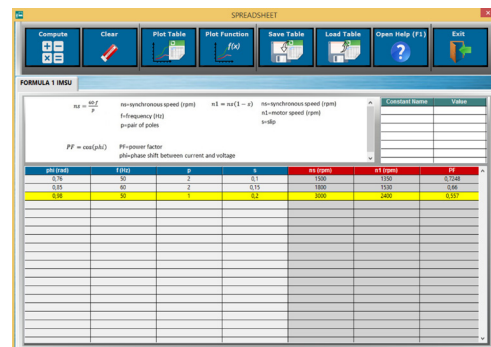 SPREADSHEET
Compute Clear Plot Table Plot Function Save Table Load Table Open Help (F1) Exit
f(x)
FORMULA 1 IMSU
ns = 60·f/p ns=synchronous speed (rpm) n1 = ns(1 − s) ns=synchronous speed (rpm)
f=frequency (Hz) n1=motor speed (rpm)
p=pair of poles s=slip
PF = cos(phi) PF=power factor
phi=phase shift between current and voltage
Constant Name Value
phi (rad) f (Hz) p s ns (rpm) n1 (rpm) PF
0,76 50 2 0,1 1500 1350 0,7248
0,85 60 2 0,15 1800 1530 0,66
0,98 50 1 0,2 3000 2400 0,557